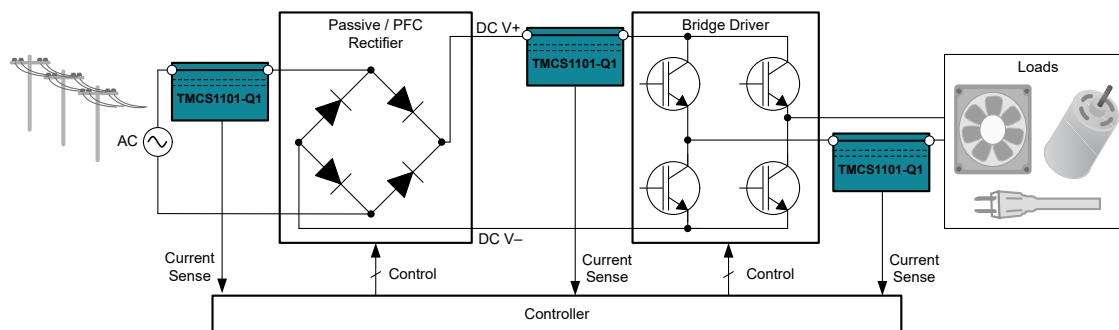 Passive / PFC
Rectifier
DC V+
Bridge Driver
TMCS1101-Q1
TMCS1101-Q1
Loads
AC
TMCS1101-Q1
DC V–
Current
Sense
Control
Current
Sense
Control
Current
Sense
Controller